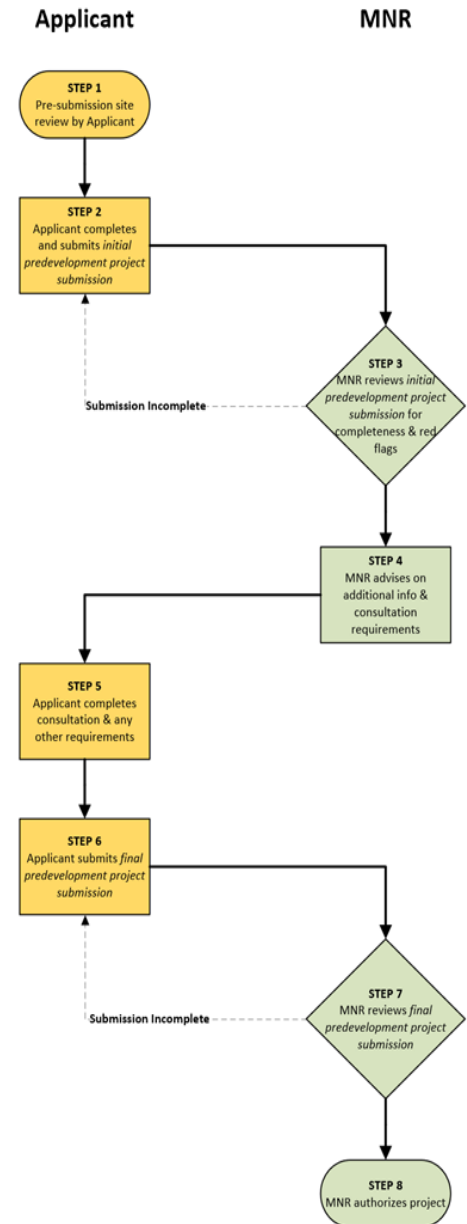 Applicant
MNR
STEP 1
Pre-submission site
review by Applicant
STEP 2
Applicant completes
and submits initial
predevelopment project
submission
STEP 3
MNR reviews initial
predevelopment project
submission for
completeness & red
flags
Submission Incomplete
STEP 4
MNR advises on
additional info &
consultation
requirements
STEP 5
Applicant completes
consultation & any
other requirements
STEP 6
Applicant submits final
predevelopment project
submission
STEP 7
MNR reviews final
predevelopment project
submission
Submission Incomplete
STEP 8
MNR authorizes project